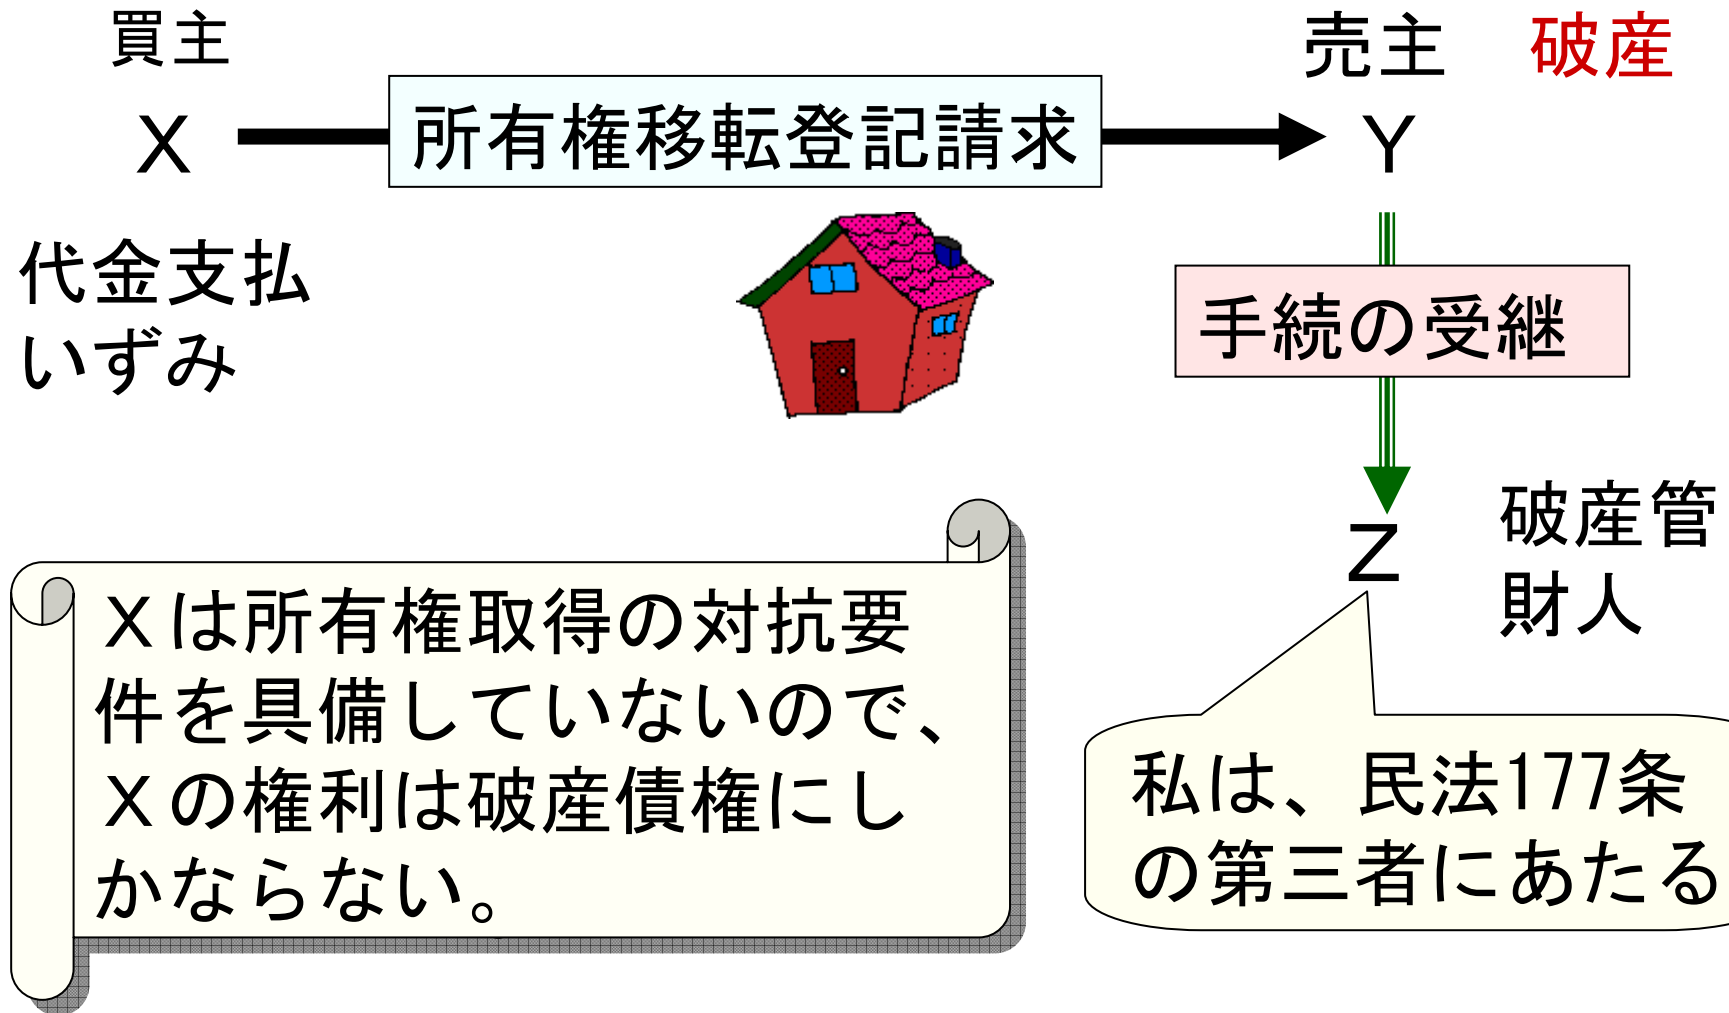 買主
X
所有権移転登記請求
売主 破産
Y
代金支払
いずみ
手続の受継
Z
破産管
財人
Xは所有権取得の対抗要
件を具備していないので、
Xの権利は破産債権にし
かならない。
私は、民法177条
の第三者にあたる